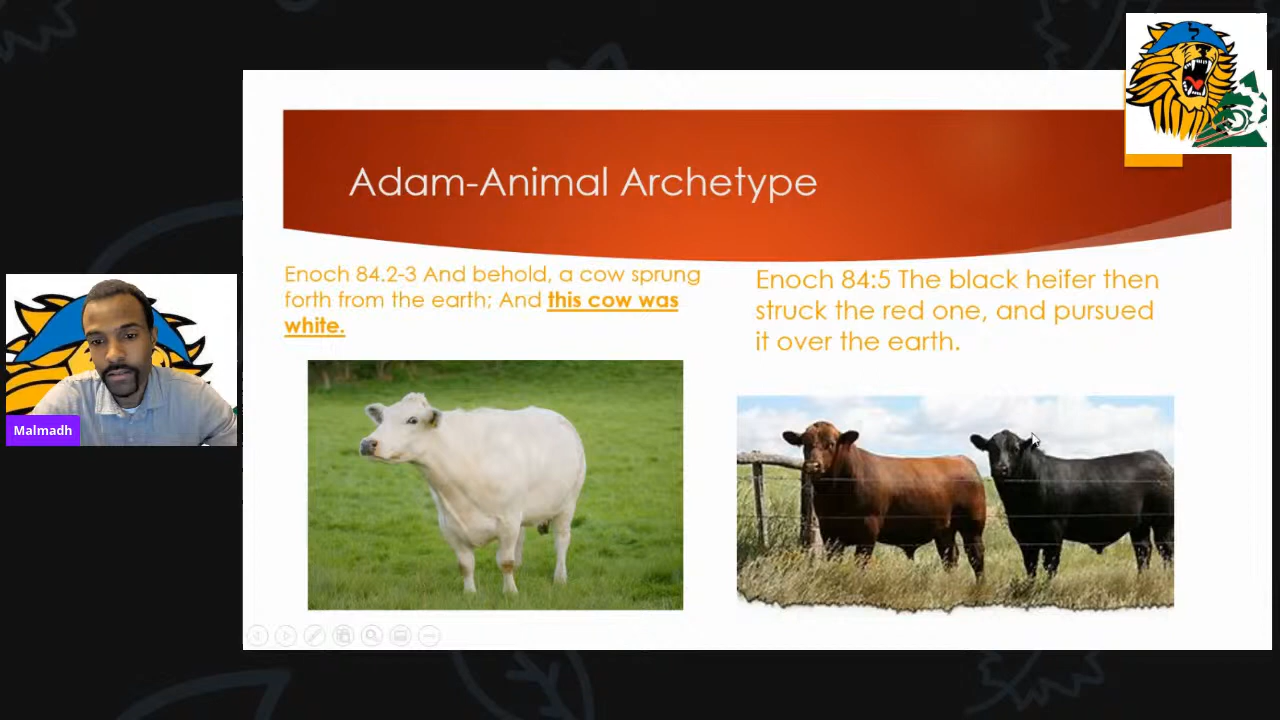 Adam-Animal Archetype
Enoch 84.2-3 And behold, a cow sprung
forth from the earth; And this cow was
white.
Enoch 84:5 The black heifer then
struck the red one, and pursued
it over the earth.
Malmadh